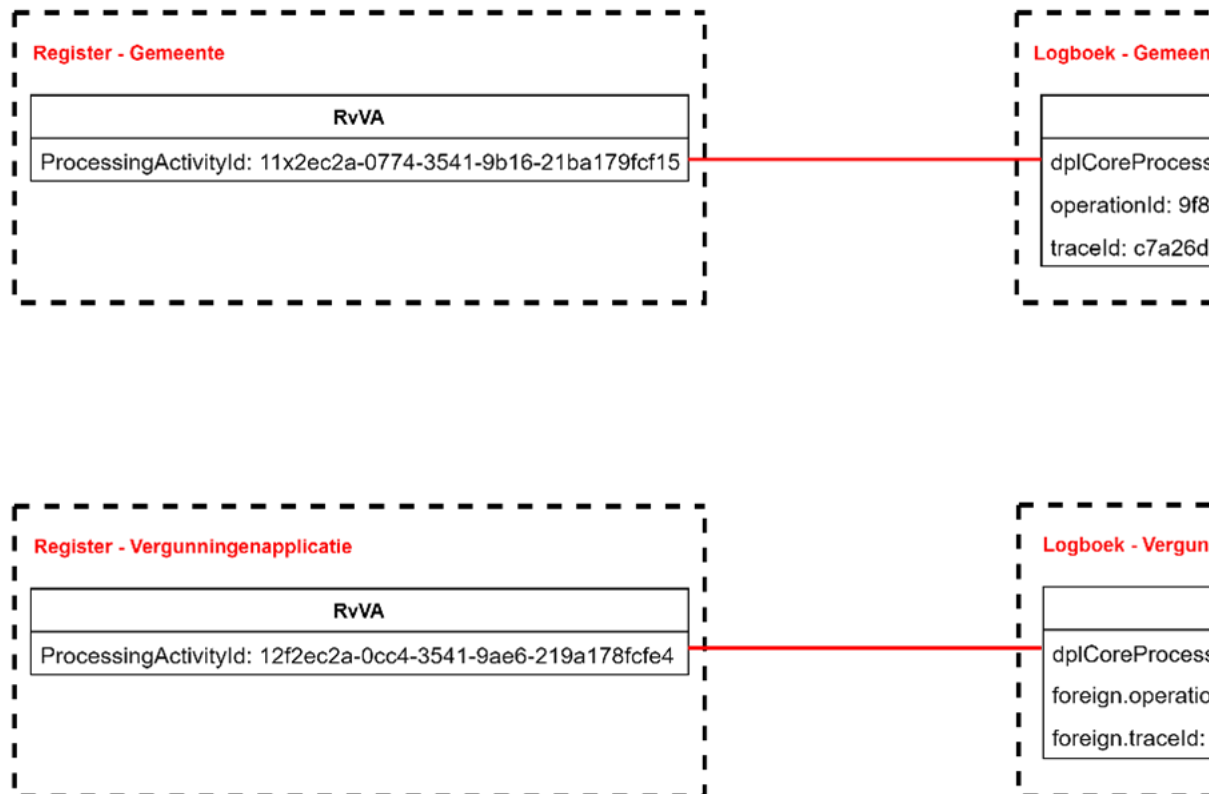 Register - Gemeente
RvVA
ProcessingActivityId: 11x2ec2a-0774-3541-9b16-21ba179fcf15
Logboek - Gemeen
dplCoreProcess
operationId: 9f8
traceId: c7a26d
Register - Vergunningenapplicatie
RvVA
ProcessingActivityId: 12f2ec2a-0cc4-3541-9ae6-219a178fcfe4
Logboek - Vergun
dplCoreProcess
foreign.operatio
foreign.traceId: